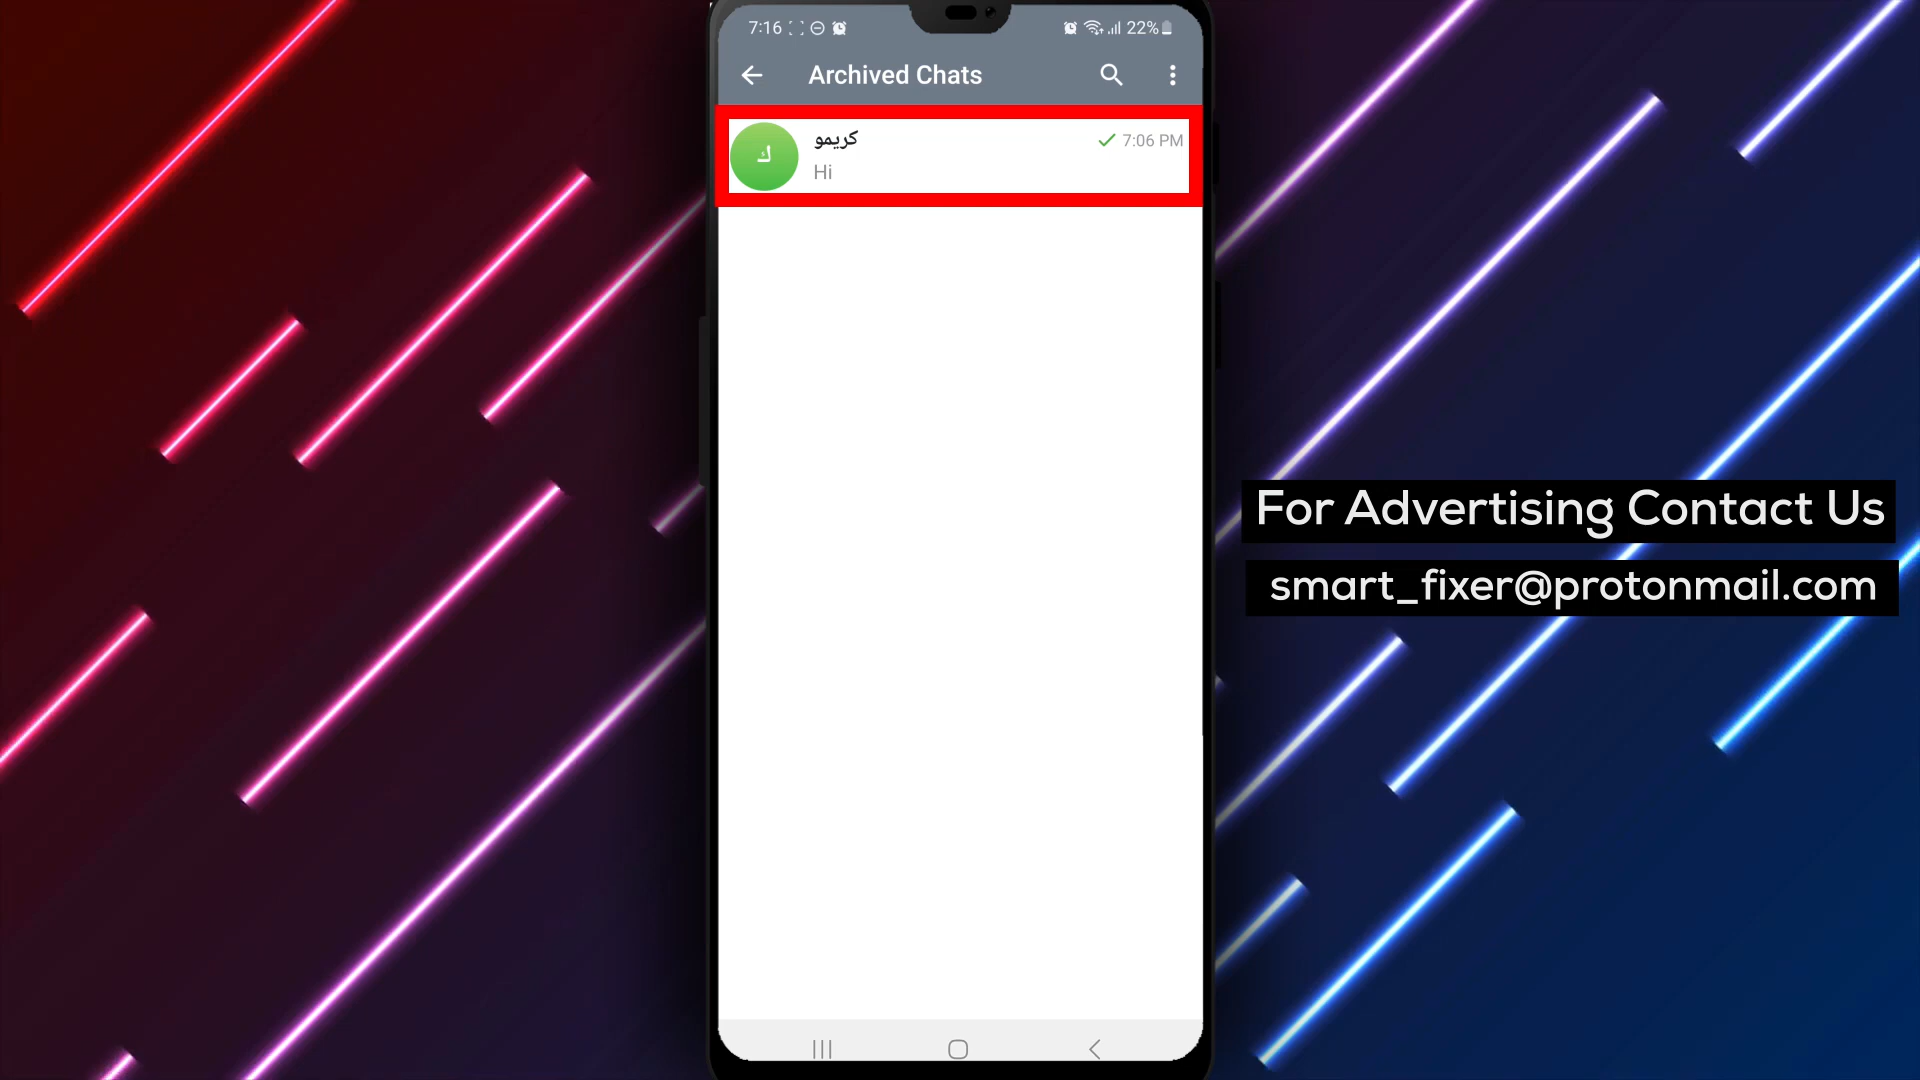 7:16
22%
Archived Chats
كريمو
7:06 PM
ك
Hi
For Advertising Contact Us
smart_fixer@protonmail.com